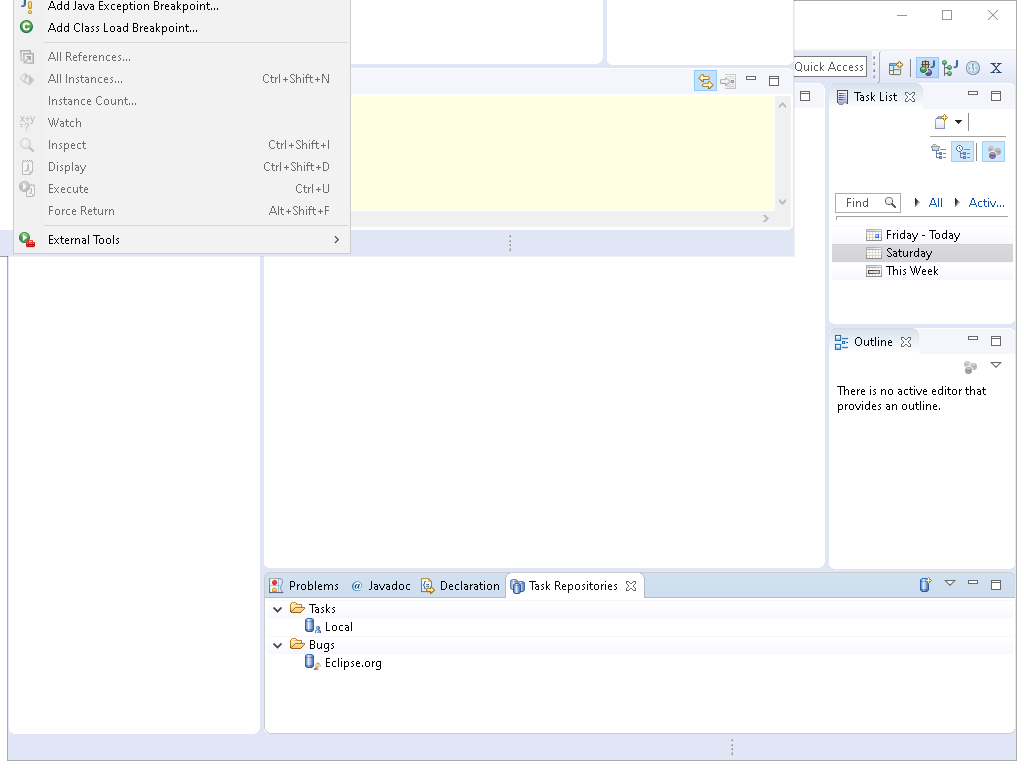 Add Java Exception Breakpoint...
Add Class Load Breakpoint...
All References...
All Instances... Ctrl+Shift+N
Instance Count...
Watch
Inspect Ctrl+Shift+I
Display Ctrl+Shift+D
Execute Ctrl+U
Force Return Alt+Shift+F
External Tools
Quick Access
Task List
Find All Activ...
Friday - Today
Saturday
This Week
Outline
There is no active editor that
provides an outline.
Problems @ Javadoc Declaration Task Repositories
Tasks
Local
Bugs
Eclipse.org